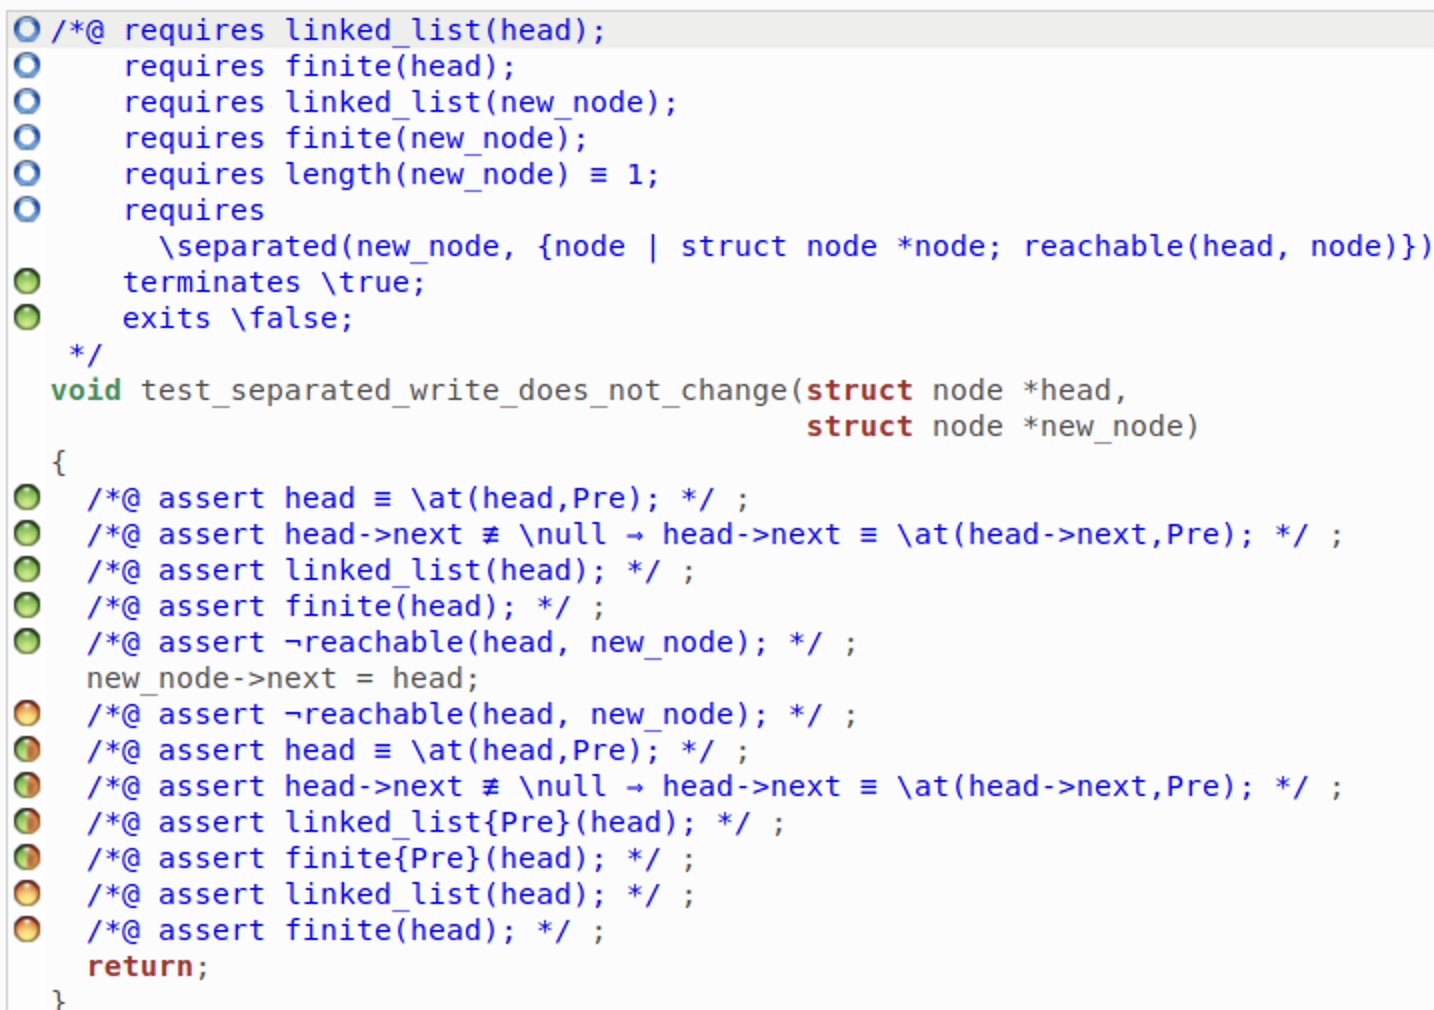 /*@ requires linked_list(head);
requires finite(head);
requires linked_list(new_node);
requires finite(new_node);
requires length(new_node) ≡ 1;
requires
\separated(new_node, {node | struct node *node; reachable(head, node)})
terminates \true;
exits \false;
*/
void test_separated_write_does_not_change(struct node *head,
struct node *new_node)
{
/*@ assert head ≡ \at(head,Pre); */ ;
/*@ assert head->next ≢ \null → head->next ≡ \at(head->next,Pre); */ ;
/*@ assert linked_list(head); */ ;
/*@ assert finite(head); */ ;
/*@ assert ¬reachable(head, new_node); */ ;
new_node->next = head;
/*@ assert ¬reachable(head, new_node); */ ;
/*@ assert head ≡ \at(head,Pre); */ ;
/*@ assert head->next ≢ \null → head->next ≡ \at(head->next,Pre); */ ;
/*@ assert linked_list{Pre}(head); */ ;
/*@ assert finite{Pre}(head); */ ;
/*@ assert linked_list(head); */ ;
/*@ assert finite(head); */ ;
return;
}